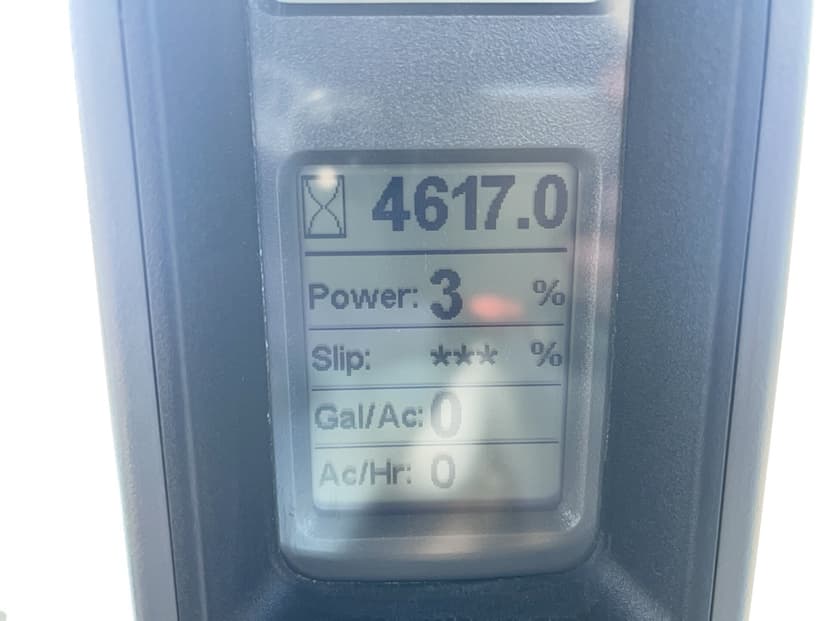 4617.0
Power: 3 %
Slip: *** %
Gal/Ac: 0
Ac/Hr: 0